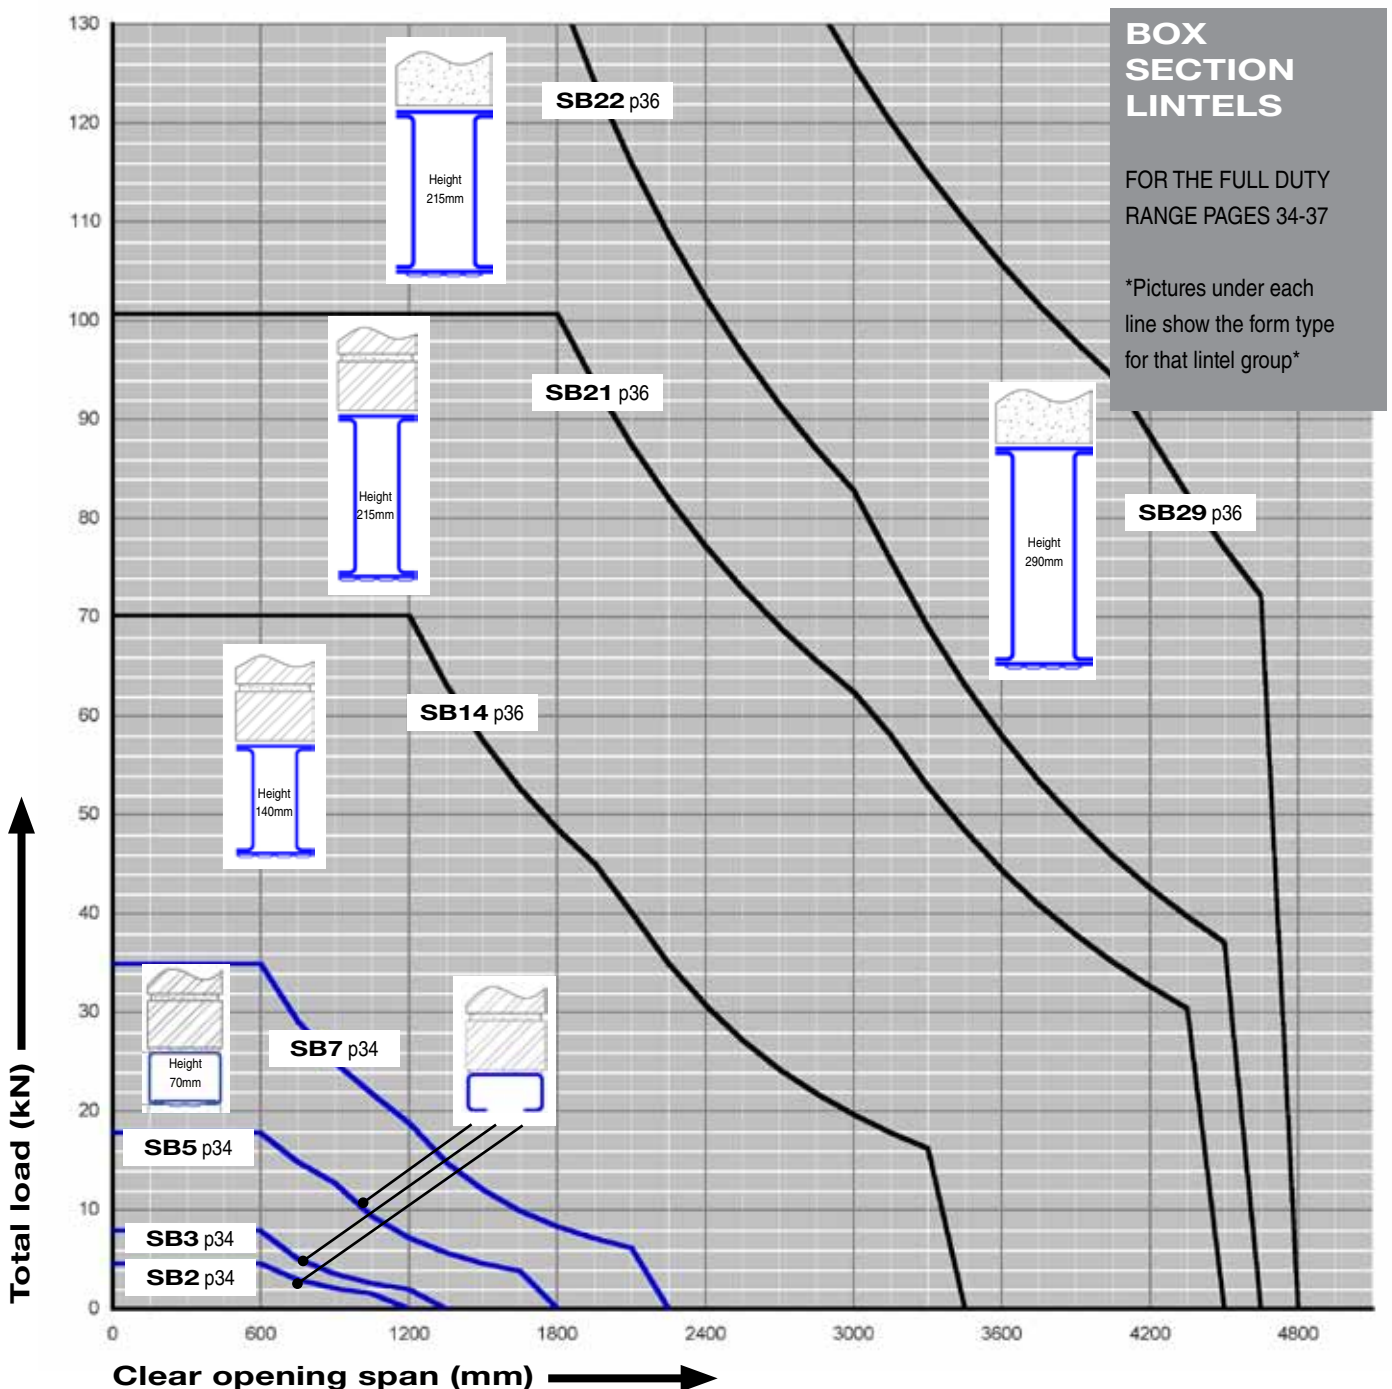 BOX
SECTION
LINTELS
FOR THE FULL DUTY
RANGE PAGES 34-37
*Pictures under each
line show the form type
for that lintel group*
130
120
110
100
90
80
70
60
50
40
30
20
10
0
Total load (kN)
SB22 p36
Height
215mm
SB21 p36
Height
215mm
SB29 p36
Height
290mm
SB14 p36
Height
140mm
SB7 p34
Height
70mm
SB5 p34
SB3 p34
SB2 p34
0 600 1200 1800 2400 3000 3600 4200 4800
Clear opening span (mm)